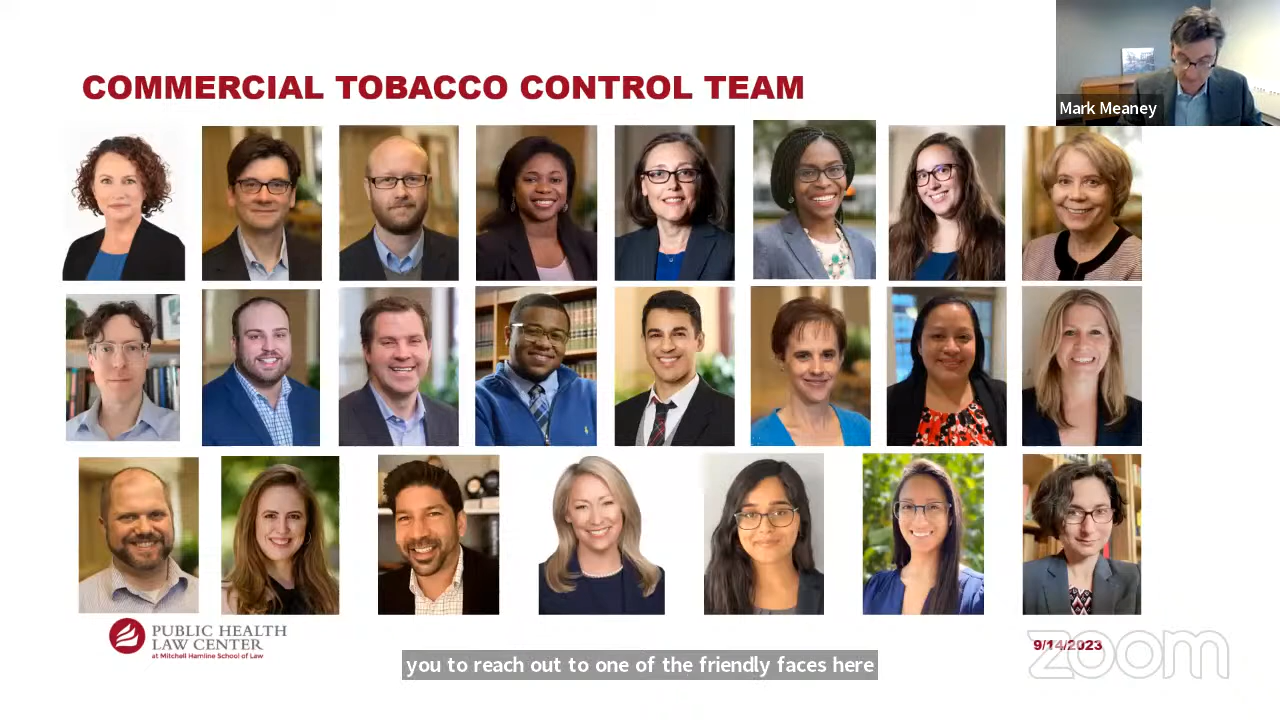 COMMERCIAL TOBACCO CONTROL TEAM
Mark Meaney
PUBLIC HEALTH
LAW CENTER
at Mitchell Hamline School of Law
9/14/2023
zoom
you to reach out to one of the friendly faces here